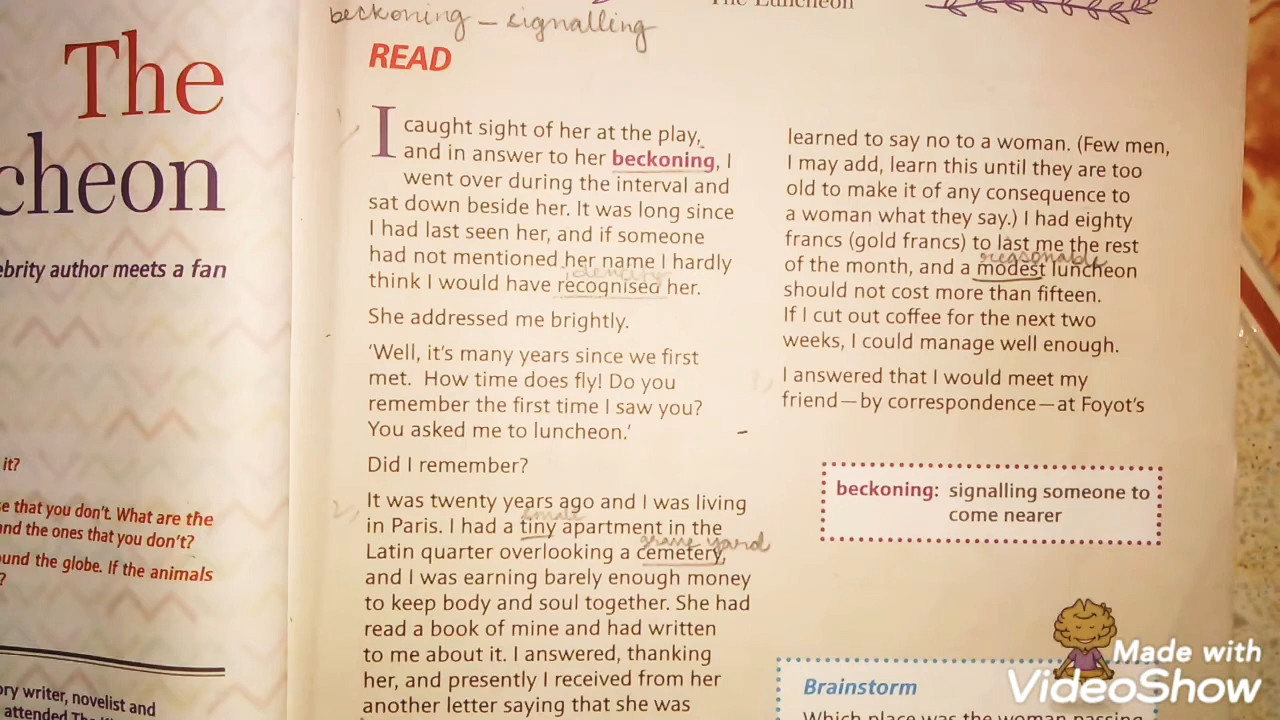 The
cheon
ebrity author meets a fan
it?
e that you don't. What are the
and the ones that you don't?
und the globe. If the animals
?
ory writer, novelist and
attended The
The Luncheon
beckoning – signalling
READ
I caught sight of her at the play,
and in answer to her beckoning, I
went over during the interval and
sat down beside her. It was long since
I had last seen her, and if someone
had not mentioned her name I hardly
identify
think I would have recognised her.
She addressed me brightly.
'Well, it's many years since we first
met. How time does fly! Do you
remember the first time I saw you?
You asked me to luncheon.'
Did I remember?
2,
It was twenty years ago and I was living
small
in Paris. I had a tiny apartment in the
grave yard
Latin quarter overlooking a cemetery,
and I was earning barely enough money
to keep body and soul together. She had
read a book of mine and had written
to me about it. I answered, thanking
her, and presently I received from her
another letter saying that she was
learned to say no to a woman. (Few men,
I may add, learn this until they are too
old to make it of any consequence to
a woman what they say.) I had eighty
francs (gold francs) to last me the rest
reasonable
of the month, and a modest luncheon
should not cost more than fifteen.
If I cut out coffee for the next two
weeks, I could manage well enough.
I answered that I would meet my
friend—by correspondence—at Foyot's
beckoning: signalling someone to
come nearer
Brainstorm
Which place was the woman passing
Made with
VideoShow